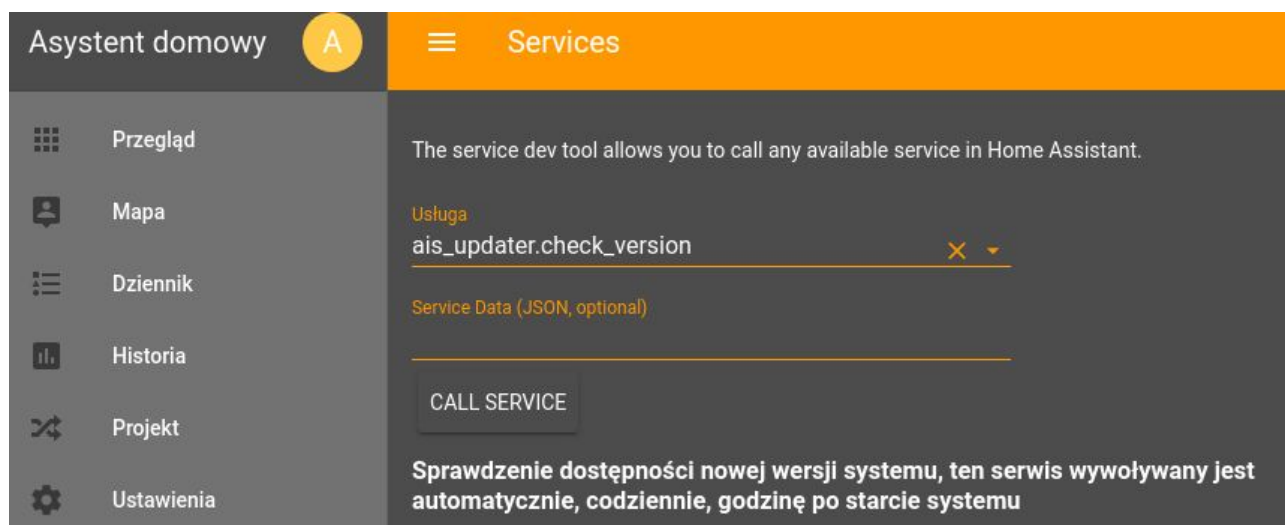 Asystent domowy
A
Services
Przegląd
Mapa
Dziennik
Historia
Projekt
Ustawienia
The service dev tool allows you to call any available service in Home Assistant.
Usługa
ais_updater.check_version
Service Data (JSON, optional)
CALL SERVICE
Sprawdzenie dostępności nowej wersji systemu, ten serwis wywoływany jest
automatycznie, codziennie, godzinę po starcie systemu